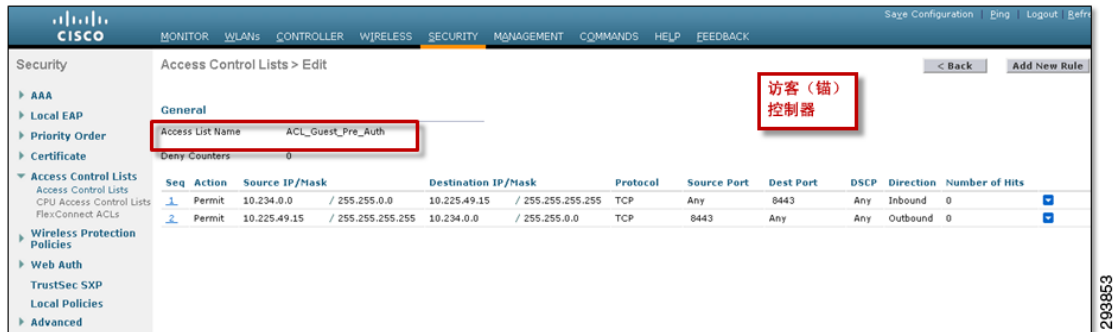 Save Configuration | Ping | Logout | Refre
CISCO
MONITOR WLANs CONTROLLER WIRELESS SECURITY MANAGEMENT COMMANDS HELP FEEDBACK
Security
AAA
Local EAP
Priority Order
Certificate
Access Control Lists
Access Control Lists
CPU Access Control Lists
FlexConnect ACLs
Wireless Protection
Policies
Web Auth
TrustSec SXP
Local Policies
Advanced
Access Control Lists > Edit
< Back
Add New Rule
访客（锚）
控制器
General
Access List Name ACL_Guest_Pre_Auth
Deny Counters 0
Seq Action Source IP/Mask Destination IP/Mask Protocol Source Port Dest Port DSCP Direction Number of Hits
1 Permit 10.234.0.0 / 255.255.0.0 10.225.49.15 / 255.255.255.255 TCP Any 8443 Any Inbound 0
2 Permit 10.225.49.15 / 255.255.255.255 10.234.0.0 / 255.255.0.0 TCP 8443 Any Any Outbound 0
293853